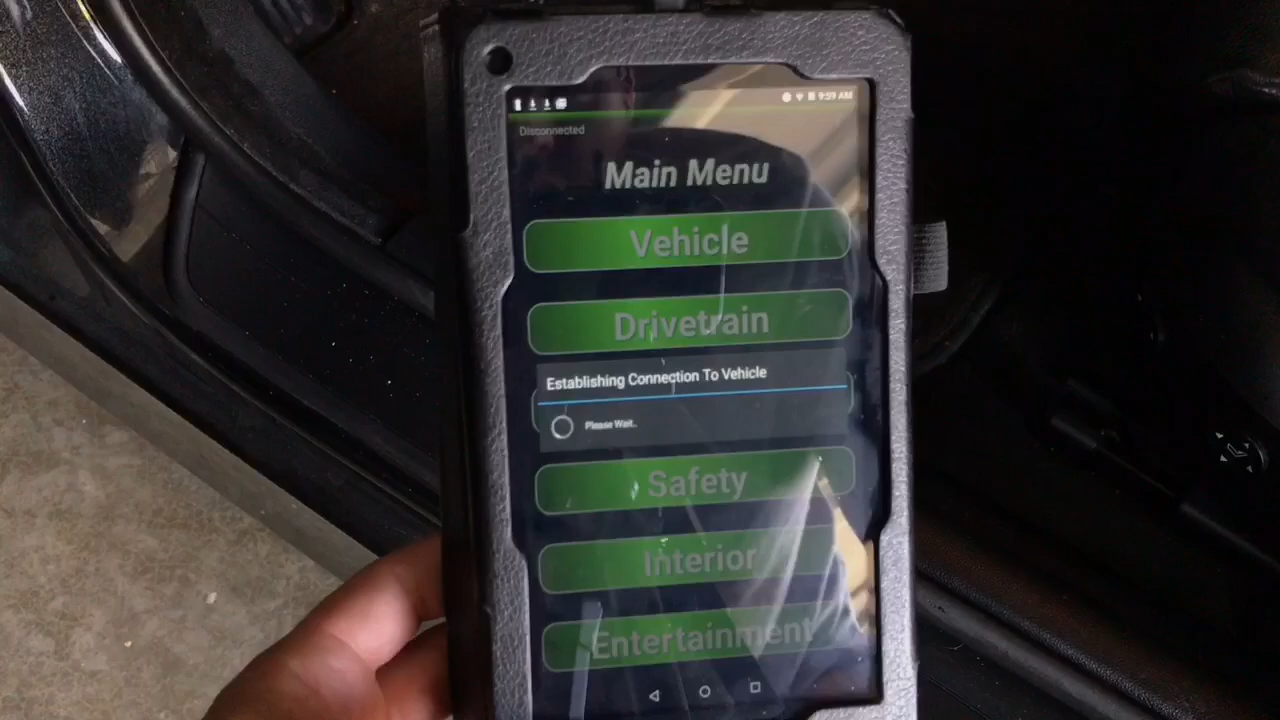 9:59 AM
Disconnected
Main Menu
Vehicle
Drivetrain
Establishing Connection To Vehicle
Please Wait..
Safety
Interior
Entertainment